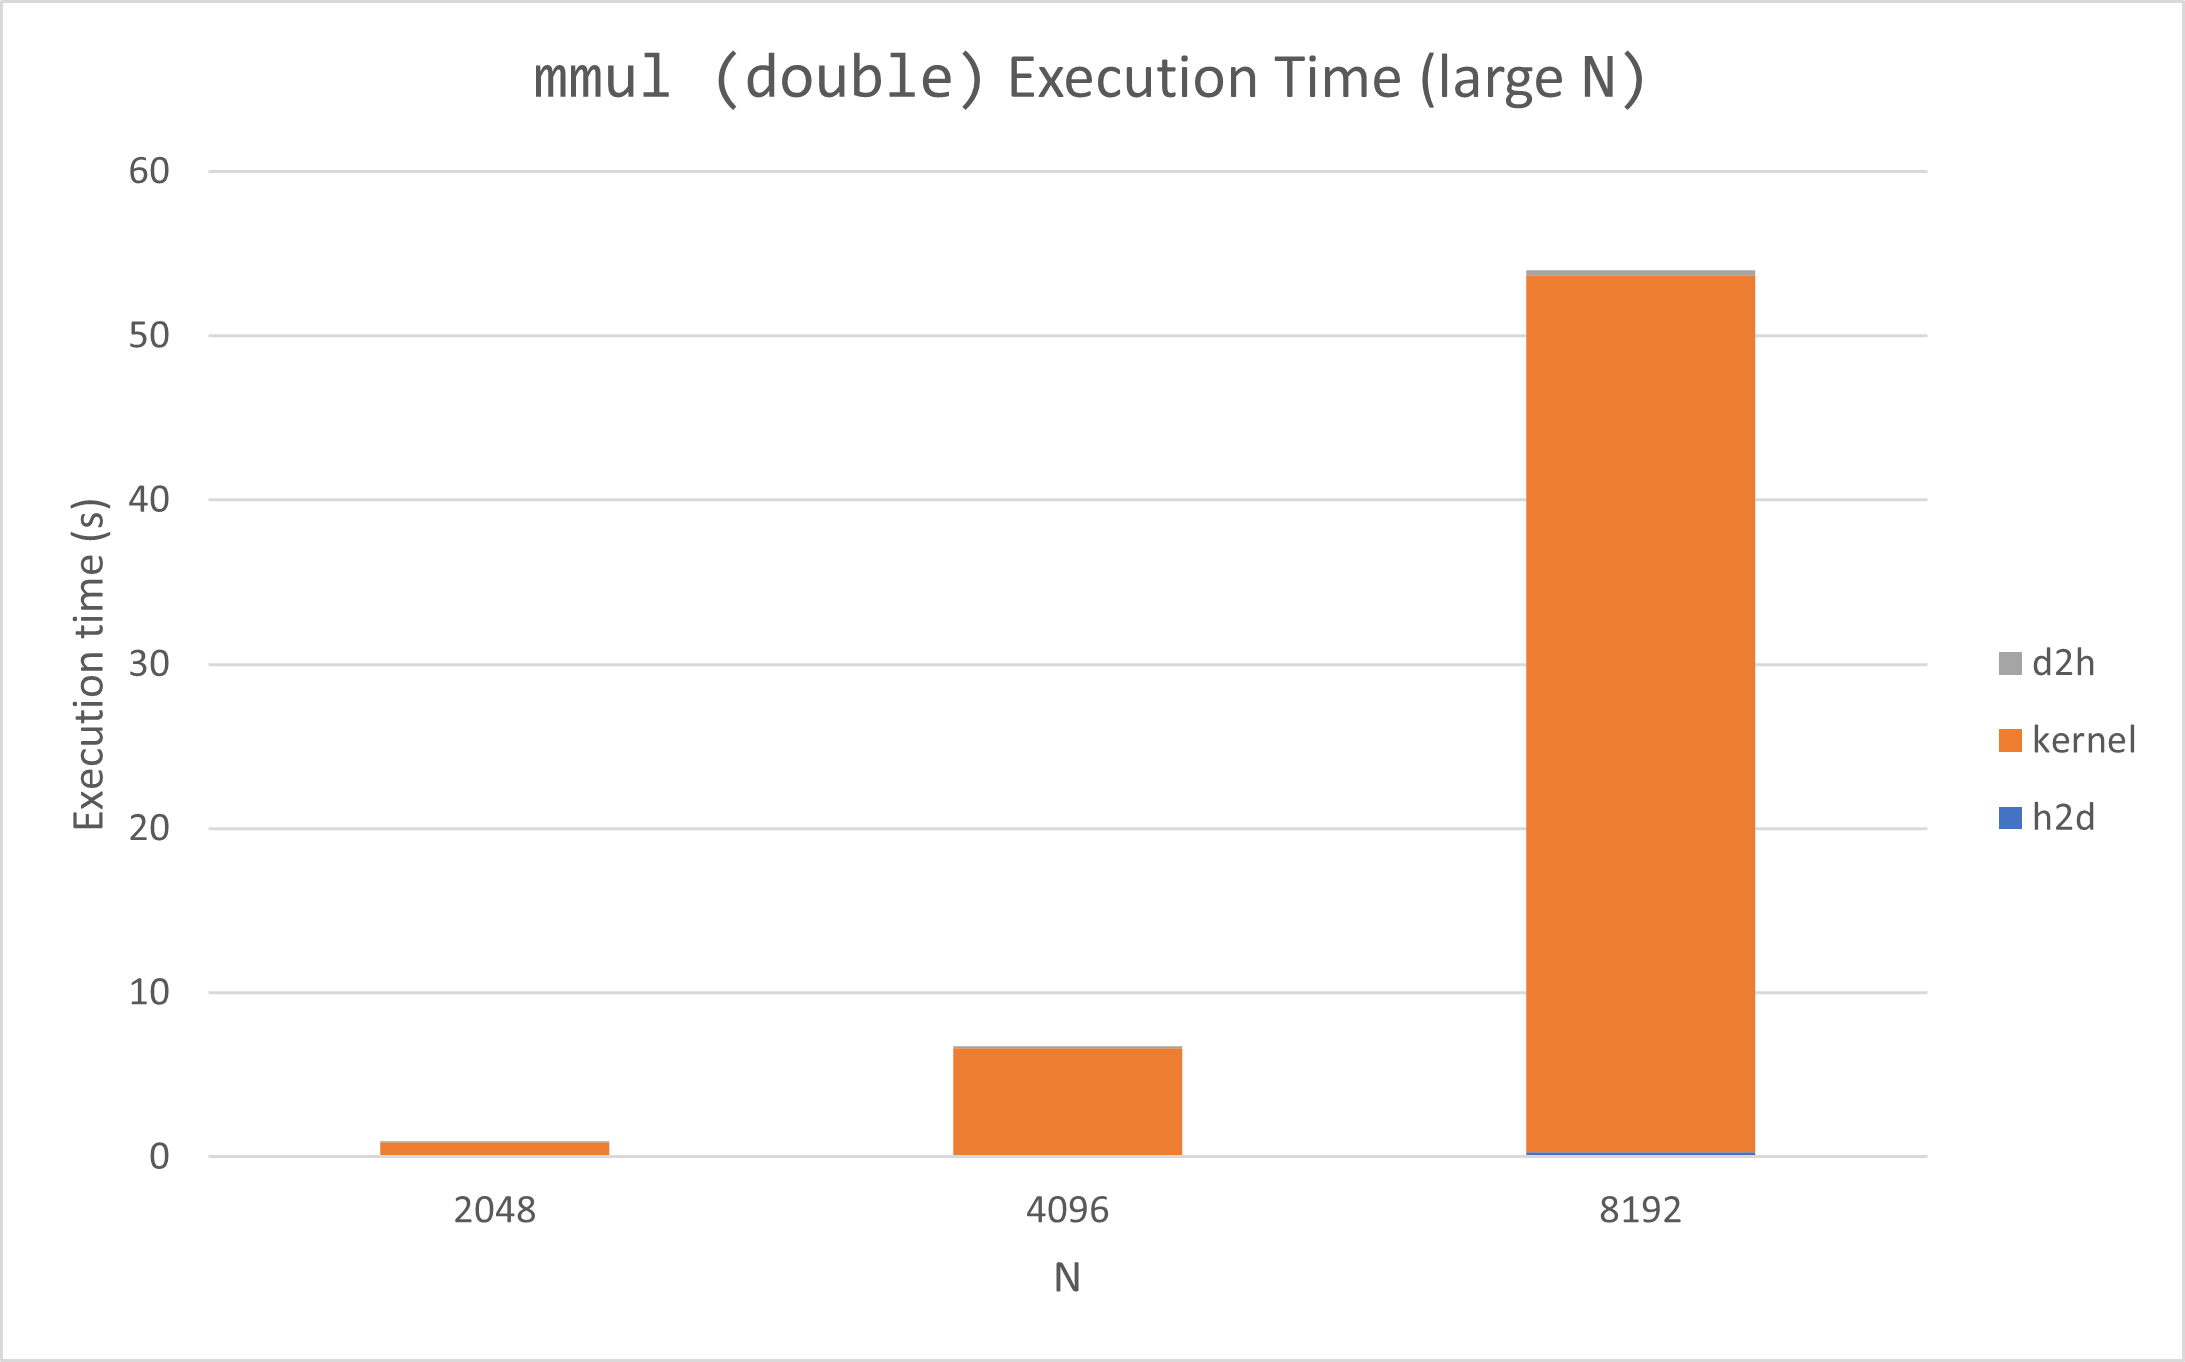 mmul (double) Execution Time (large N)
60
50
40
30
20
10
0
Execution time (s)
2048 4096 8192
N
d2h
kernel
h2d